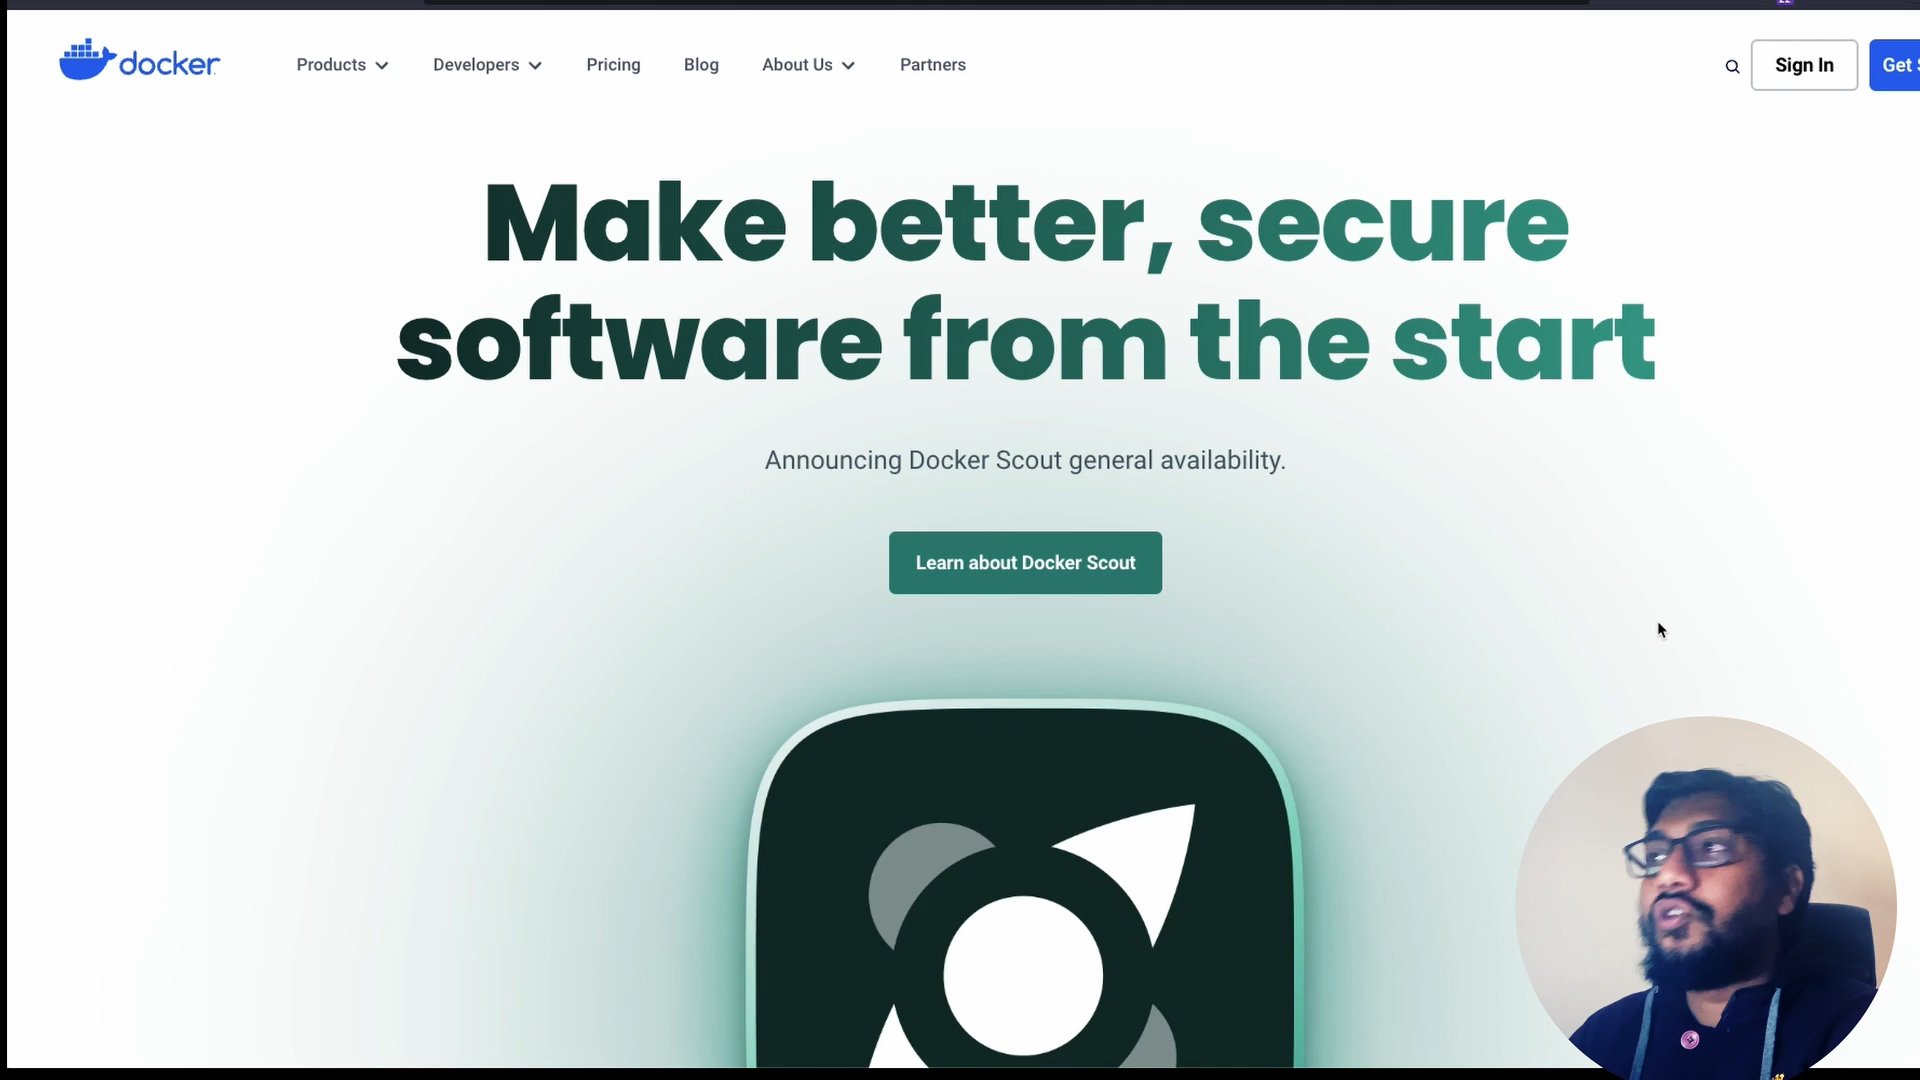 docker
Products
Developers
Pricing
Blog
About Us
Partners
Sign In
Get
Make better, secure
software from the start
Announcing Docker Scout general availability.
Learn about Docker Scout